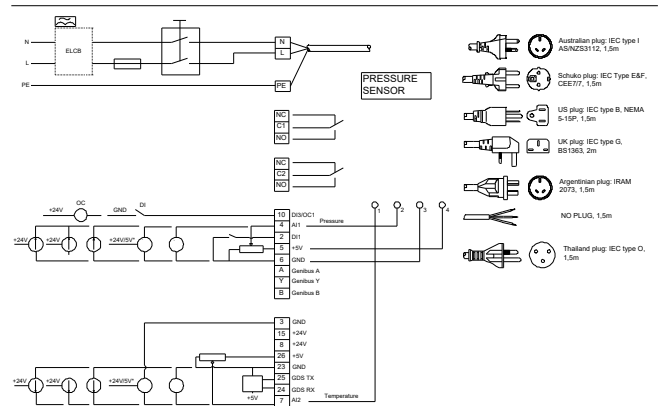 N
ELCB
L
PE
N
L
PE
PRESSURE
SENSOR
NC
C1
NO
NC
C2
NO
+24V
OC
GND
DI
10 DI3/OC1
4 AI1
Pressure
2 DI1
5 +5V
6 GND
A Genibus A
Y Genibus Y
B Genibus B
+24V
+24V
+24V/5V*
1
2
3
4
3 GND
15 +24V
8 +24V
26 +5V
23 GND
25 GDS TX
24 GDS RX
7 AI2
Temperature
+24V
+24V
+24V/5V*
+5V
Australian plug: IEC type I
AS/NZS3112, 1,5m
Schuko plug: IEC Type E&F,
CEE7/7, 1,5m
US plug: IEC type B, NEMA
5-15P, 1,5m
UK plug: IEC type G,
BS1363, 2m
Argentinian plug: IRAM
2073, 1,5m
NO PLUG, 1,5m
Thailand plug: IEC type O,
1,5m